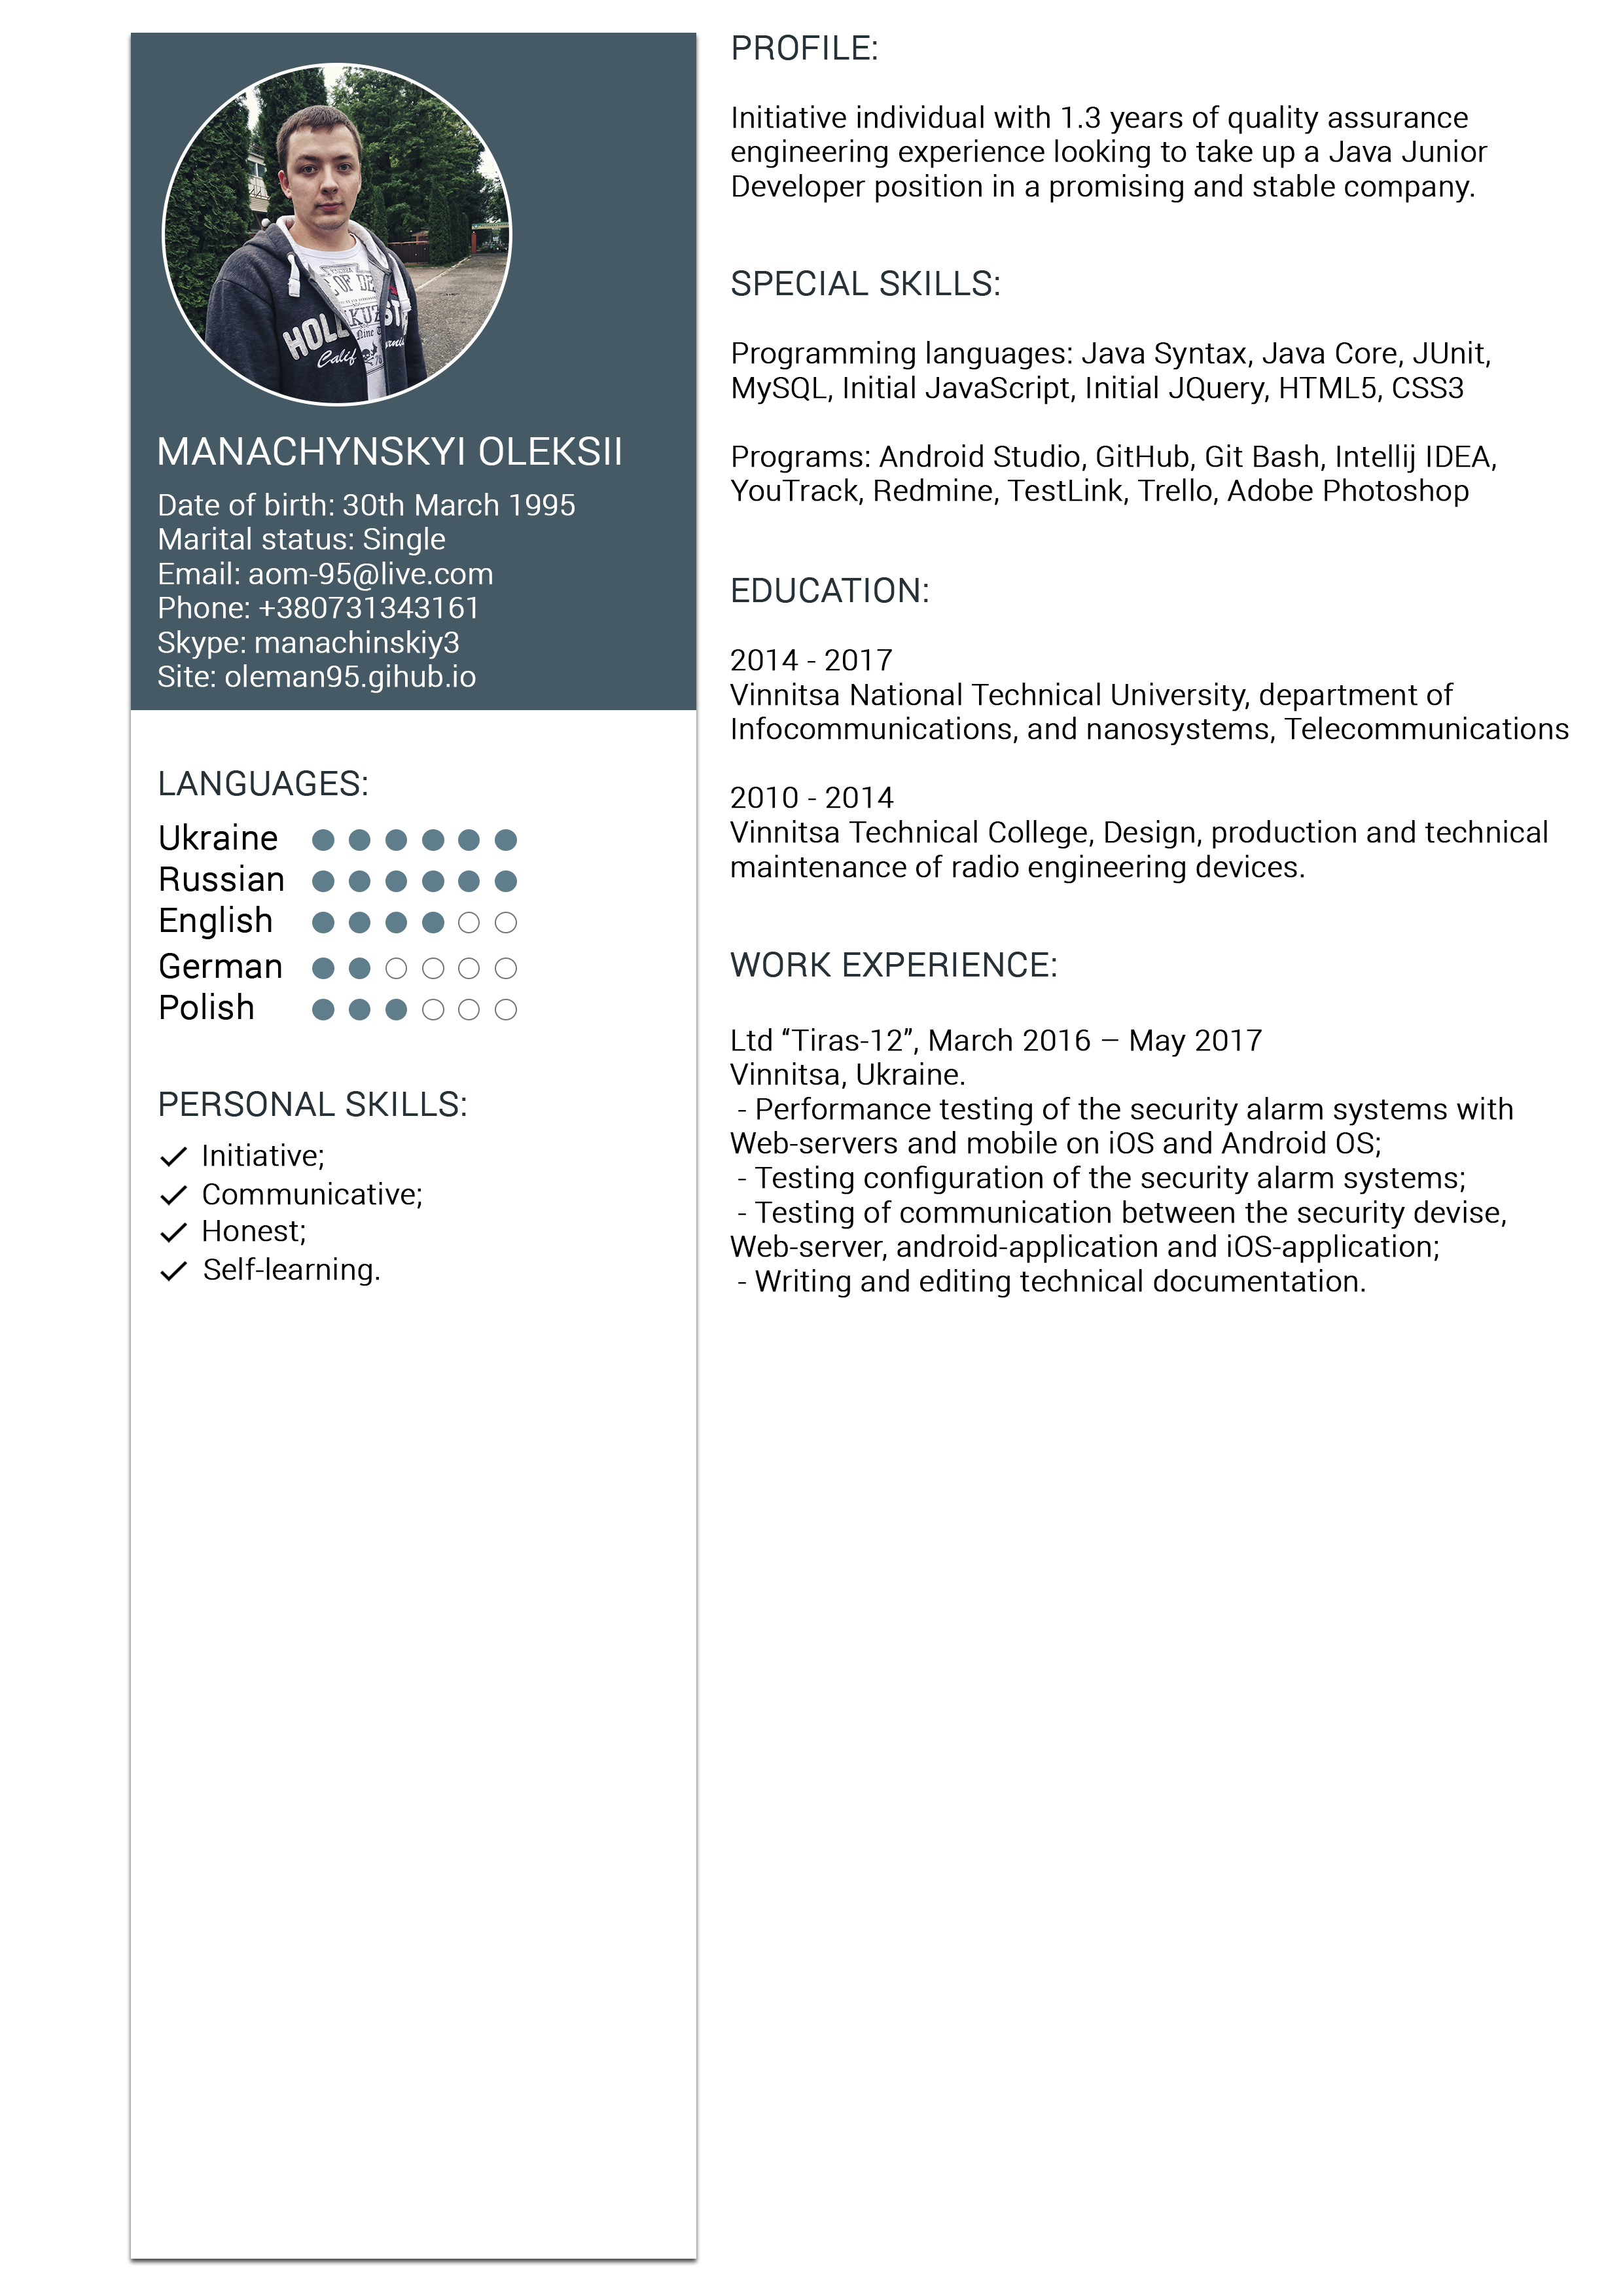 MANACHYNSKYI OLEKSII
Date of birth: 30th March 1995
Marital status: Single
Email: aom-95@live.com
Phone: +380731343161
Skype: manachinskiy3
Site: oleman95.gihub.io
LANGUAGES:
Ukraine
Russian
English
German
Polish
PERSONAL SKILLS:
Initiative;
Communicative;
Honest;
Self-learning.
PROFILE:
Initiative individual with 1.3 years of quality assurance
engineering experience looking to take up a Java Junior
Developer position in a promising and stable company.
SPECIAL SKILLS:
Programming languages: Java Syntax, Java Core, JUnit,
MySQL, Initial JavaScript, Initial JQuery, HTML5, CSS3
Programs: Android Studio, GitHub, Git Bash, Intellij IDEA,
YouTrack, Redmine, TestLink, Trello, Adobe Photoshop
EDUCATION:
2014 - 2017
Vinnitsa National Technical University, department of
Infocommunications, and nanosystems, Telecommunications
2010 - 2014
Vinnitsa Technical College, Design, production and technical
maintenance of radio engineering devices.
WORK EXPERIENCE:
Ltd “Tiras-12”, March 2016 – May 2017
Vinnitsa, Ukraine.
- Performance testing of the security alarm systems with
Web-servers and mobile on iOS and Android OS;
- Testing configuration of the security alarm systems;
- Testing of communication between the security devise,
Web-server, android-application and iOS-application;
- Writing and editing technical documentation.